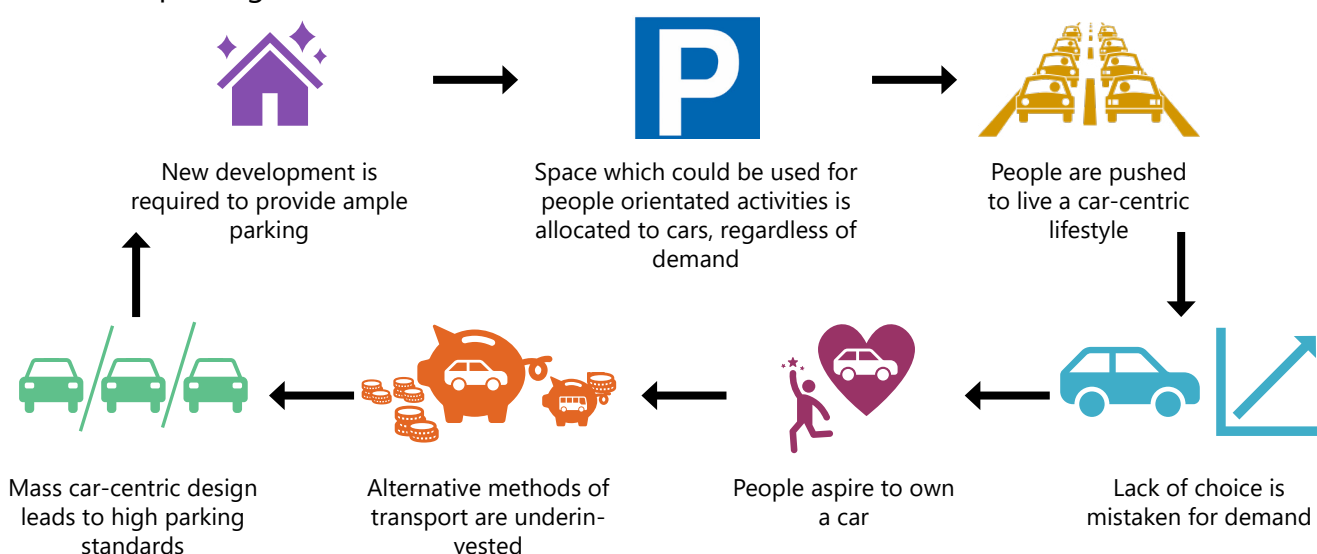 P
New development is
required to provide ample
parking
Space which could be used for
people orientated activities is
allocated to cars, regardless of
demand
People are pushed
to live a car-centric
lifestyle
Mass car-centric design
leads to high parking
standards
Alternative methods of
transport are underin-
vested
People aspire to own
a car
Lack of choice is
mistaken for demand